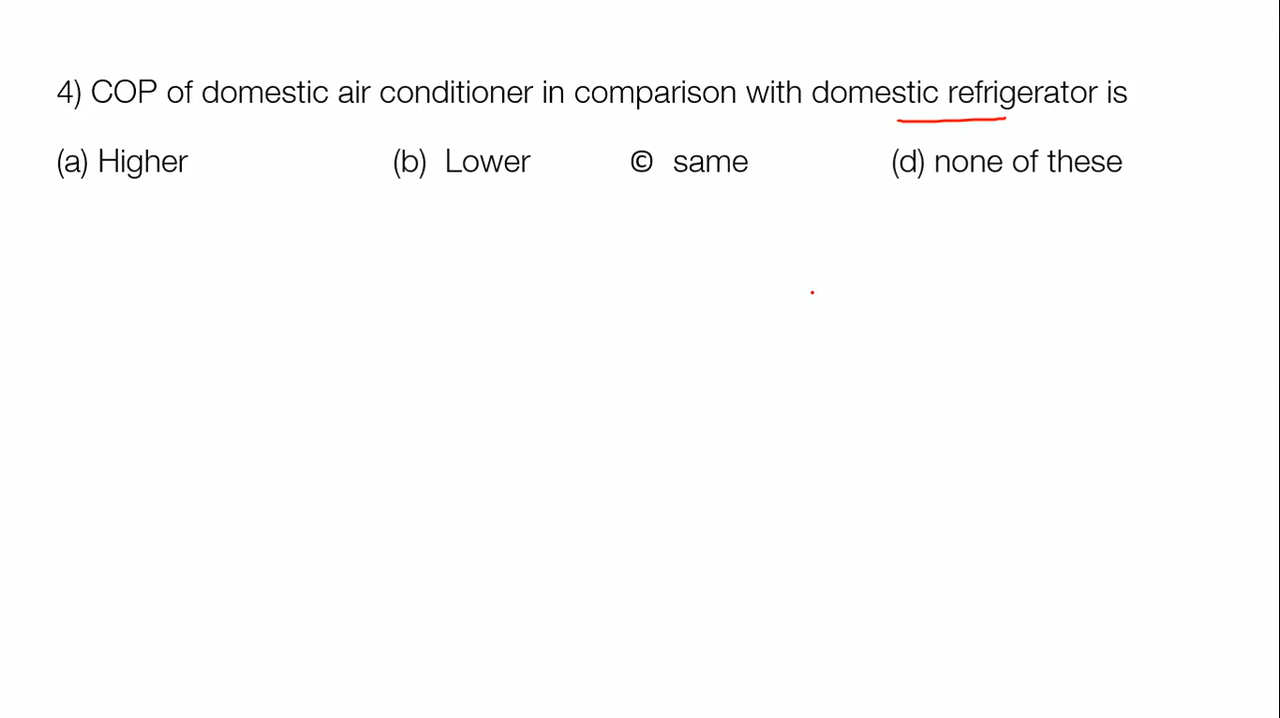 4) COP of domestic air conditioner in comparison with domestic refrigerator is
(a) Higher (b) Lower © same (d) none of these